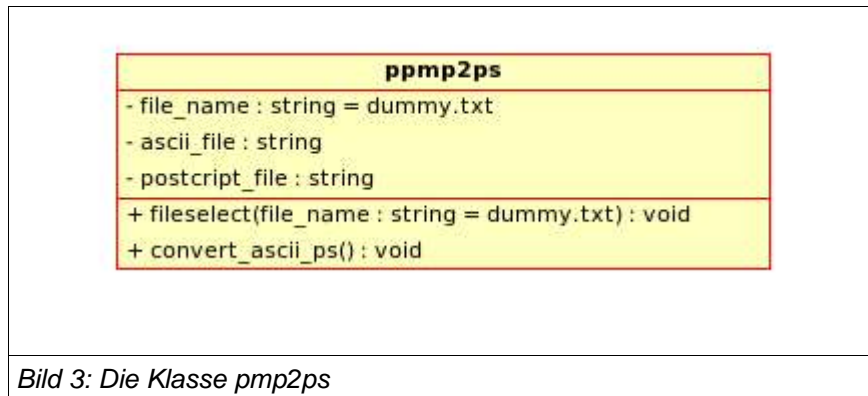 ppmp2ps
- file_name : string = dummy.txt
- ascii_file : string
- postcript_file : string
+ fileselect(file_name : string = dummy.txt) : void
+ convert_ascii_ps() : void
Bild 3: Die Klasse pmp2ps